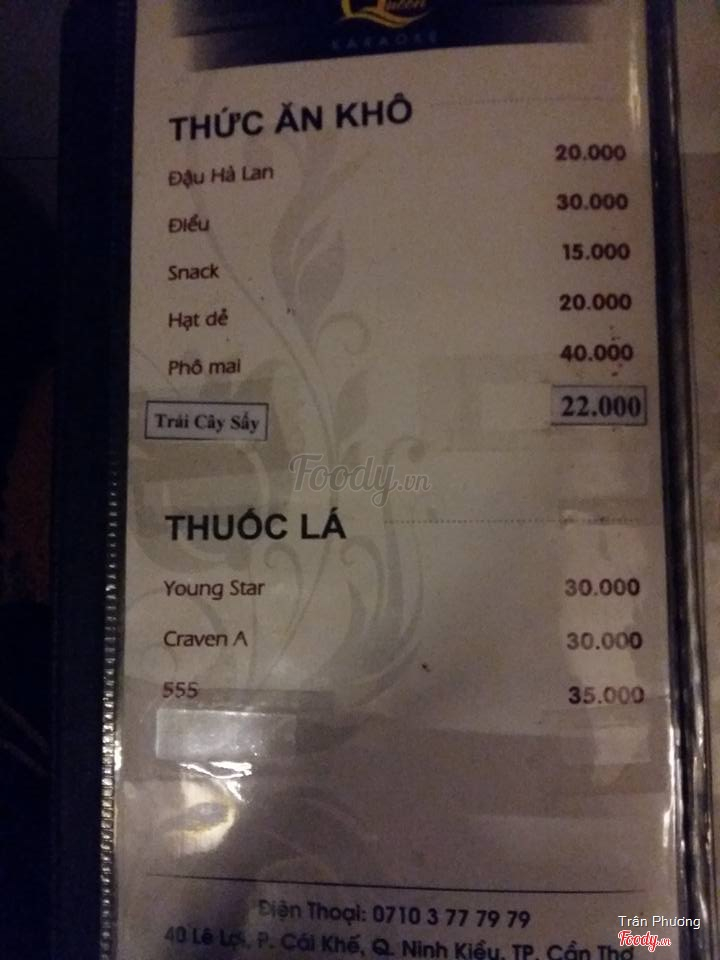 Queen
KARAOKE
THỨC ĂN KHÔ
Đậu Hà Lan 20.000
Điều 30.000
Snack 15.000
Hạt dẻ 20.000
Phô mai 40.000
Trái Cây Sấy 22.000
Foody.vn
THUỐC LÁ
Young Star 30.000
Craven A 30.000
555 35.000
Điện Thoại: 0710 3 77 79 79
40 Lê Lợi, P. Cái Khế, Q. Ninh Kiều, TP. Cần Thơ
Trân Phương
Foody.vn